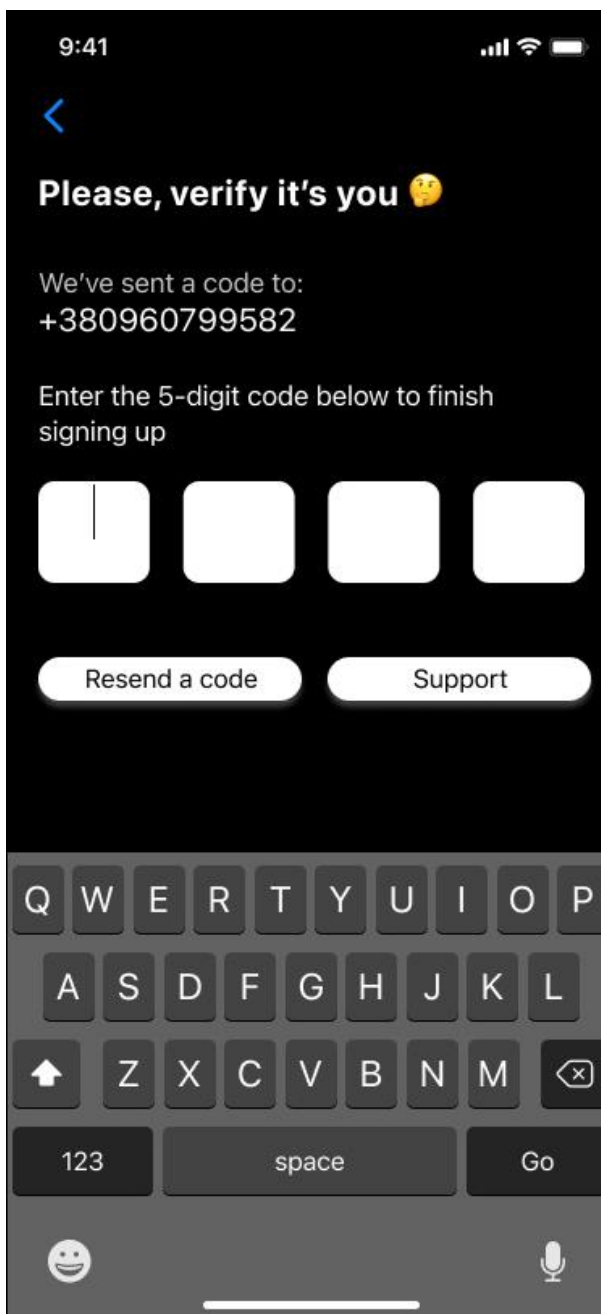 9:41
Please, verify it's you 🤔
We've sent a code to:
+380960799582
Enter the 5-digit code below to finish
signing up
Resend a code Support
Q W E R T Y U I O P
A S D F G H J K L
Z X C V B N M
123 space Go